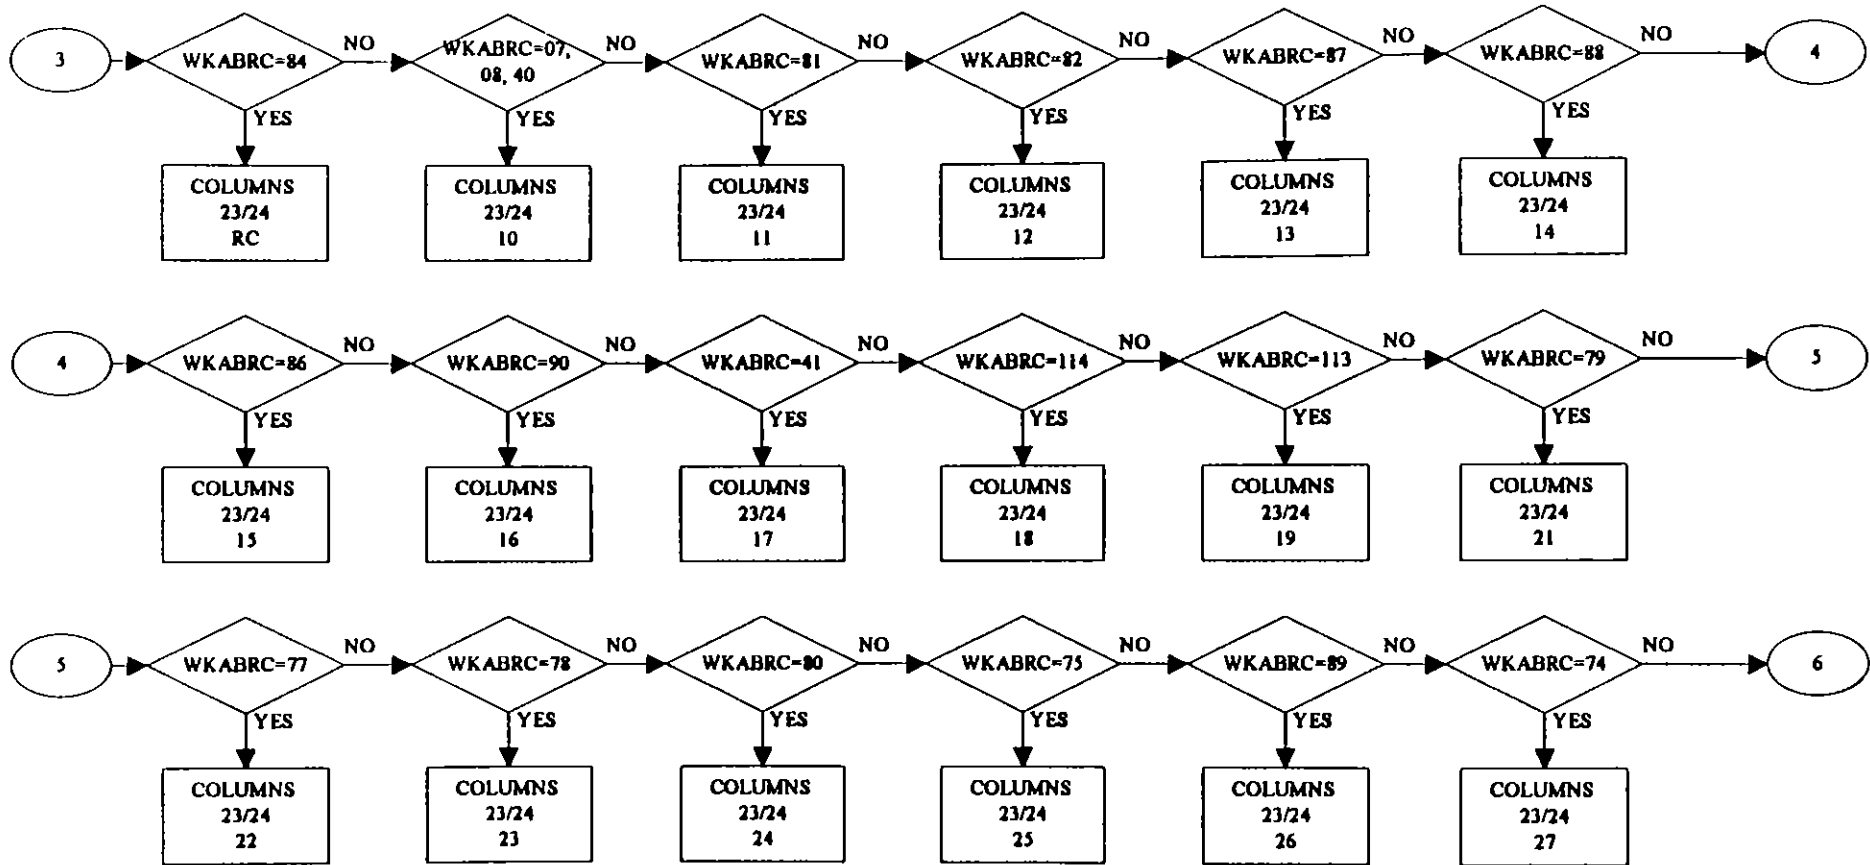 3
WKABRC=84
NO
WKABRC=07,
08, 40
NO
WKABRC=81
NO
WKABRC=82
NO
WKABRC=87
NO
WKABRC=88
NO
4
YES
YES
YES
YES
YES
YES
COLUMNS
23/24
RC
COLUMNS
23/24
10
COLUMNS
23/24
11
COLUMNS
23/24
12
COLUMNS
23/24
13
COLUMNS
23/24
14
4
WKABRC=86
NO
WKABRC=90
NO
WKABRC=41
NO
WKABRC=114
NO
WKABRC=113
NO
WKABRC=79
NO
5
YES
YES
YES
YES
YES
YES
COLUMNS
23/24
15
COLUMNS
23/24
16
COLUMNS
23/24
17
COLUMNS
23/24
18
COLUMNS
23/24
19
COLUMNS
23/24
21
5
WKABRC=77
NO
WKABRC=78
NO
WKABRC=80
NO
WKABRC=75
NO
WKABRC=89
NO
WKABRC=74
NO
6
YES
YES
YES
YES
YES
YES
COLUMNS
23/24
22
COLUMNS
23/24
23
COLUMNS
23/24
24
COLUMNS
23/24
25
COLUMNS
23/24
26
COLUMNS
23/24
27